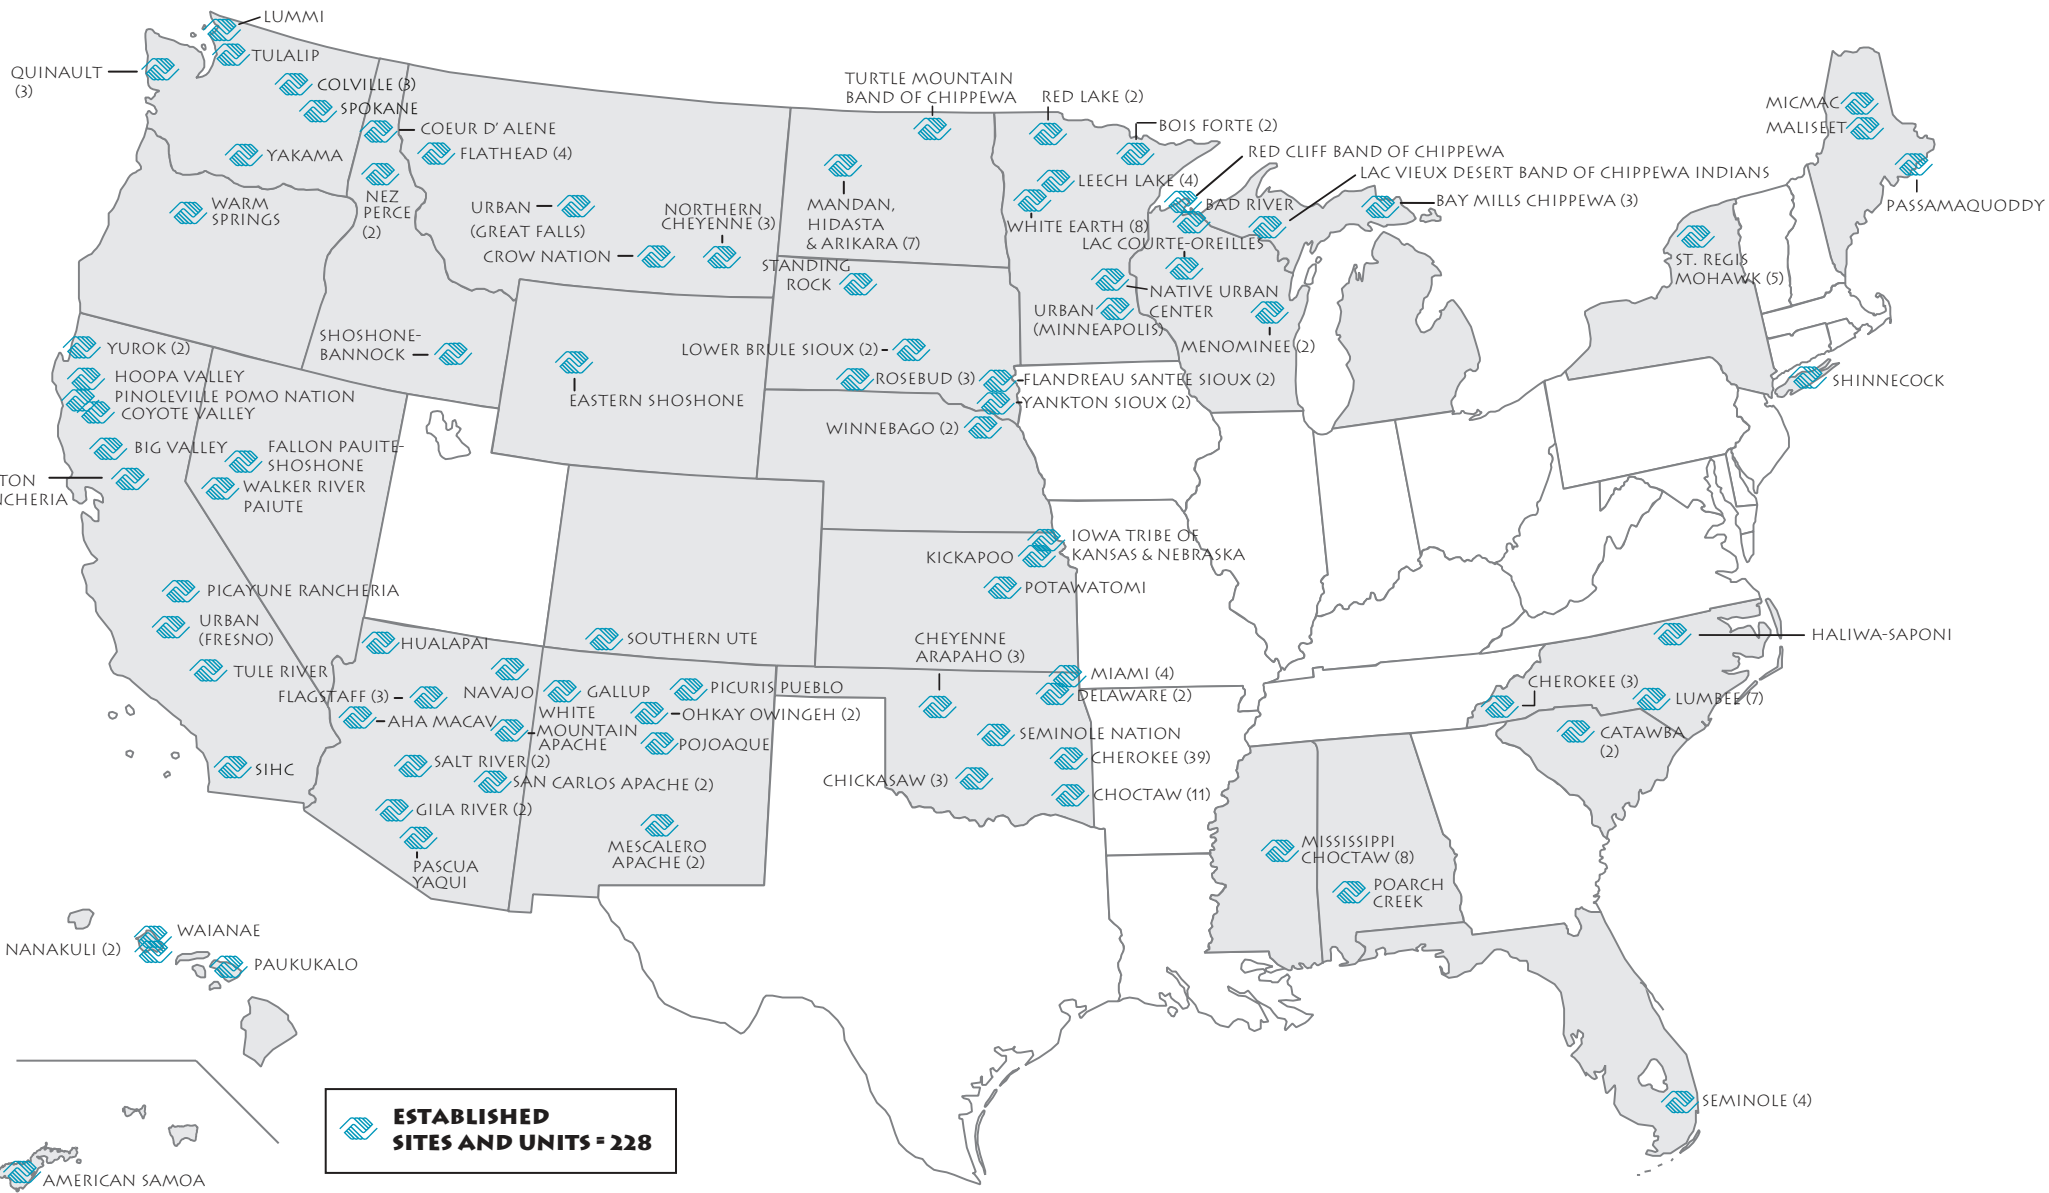 LUMMI
TULALIP
QUINAULT
(3)
COLVILLE (3)
SPOKANE
COEUR D' ALENE
YAKAMA
FLATHEAD (4)
NEZ
PERCE
(2)
WARM
SPRINGS
URBAN
(GREAT FALLS)
NORTHERN
CHEYENNE (3)
CROW NATION
TURTLE MOUNTAIN
BAND OF CHIPPEWA
MANDAN,
HIDASTA
& ARIKARA (7)
STANDING
ROCK
RED LAKE (2)
BOIS FORTE (2)
RED CLIFF BAND OF CHIPPEWA
LAC VIEUX DESERT BAND OF CHIPPEWA INDIANS
LEECH LAKE (4)
BAD RIVER
BAY MILLS CHIPPEWA (3)
WHITE EARTH (8)
LAC COURTE-OREILLES
NATIVE URBAN
CENTER
URBAN
(MINNEAPOLIS)
MENOMINEE (2)
MICMAC
MALISEET
PASSAMAQUODDY
ST. REGIS
MOHAWK (5)
SHINNECOCK
YUROK (2)
HOOPA VALLEY
PINOLEVILLE POMO NATION
COYOTE VALLEY
BIG VALLEY
TON
NCHERIA
SHOSHONE-
BANNOCK
EASTERN SHOSHONE
LOWER BRULE SIOUX (2)
ROSEBUD (3)
FLANDREAU SANTEE SIOUX (2)
YANKTON SIOUX (2)
WINNEBAGO (2)
FALLON PAUITE-
SHOSHONE
WALKER RIVER
PAIUTE
IOWA TRIBE OF
KANSAS & NEBRASKA
KICKAPOO
POTAWATOMI
PICAYUNE RANCHERIA
URBAN
(FRESNO)
TULE RIVER
SIHC
HUALAPAI
SOUTHERN UTE
NAVAJO
FLAGSTAFF (3)
AHA MACAV
GALLUP
PICURIS PUEBLO
OHKAY OWINGEH (2)
WHITE
MOUNTAIN
APACHE
POJOAQUE
SALT RIVER (2)
SAN CARLOS APACHE (2)
GILA RIVER (2)
PASCUA
YAQUI
MESCALERO
APACHE (2)
CHEYENNE
ARAPAHO (3)
MIAMI (4)
DELAWARE (2)
SEMINOLE NATION
CHEROKEE (39)
CHICKASAW (3)
CHOCTAW (11)
HALIWA-SAPONI
CHEROKEE (3)
LUMBEE (7)
CATAWBA
(2)
MISSISSIPPI
CHOCTAW (8)
POARCH
CREEK
SEMINOLE (4)
WAIANAE
NANAKULI (2)
PAUKUKALO
AMERICAN SAMOA
ESTABLISHED
SITES AND UNITS = 228